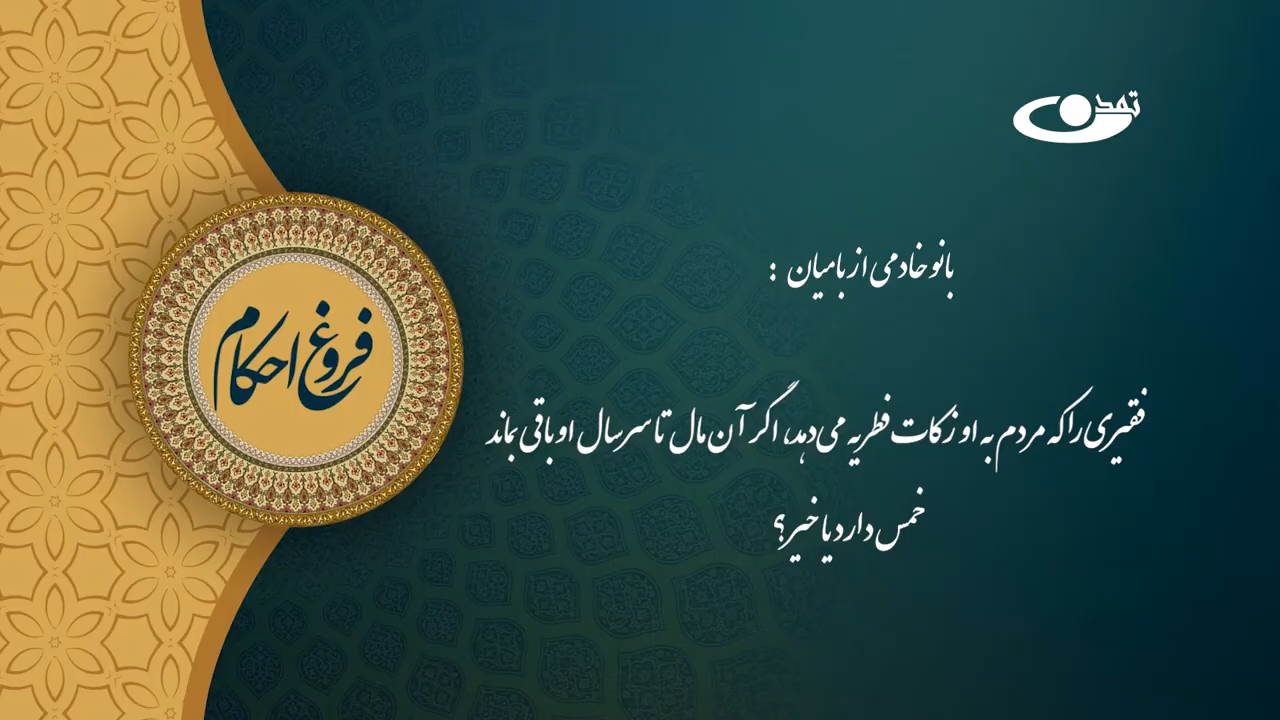 تمدن
بانو خادمی از بامیان :
فقیری را که مردم به او زکات فطریه می‌دهد، اگر آن مال تا سر سال او باقی بماند
خمس دارد یا خیر؟
فروغ احکام